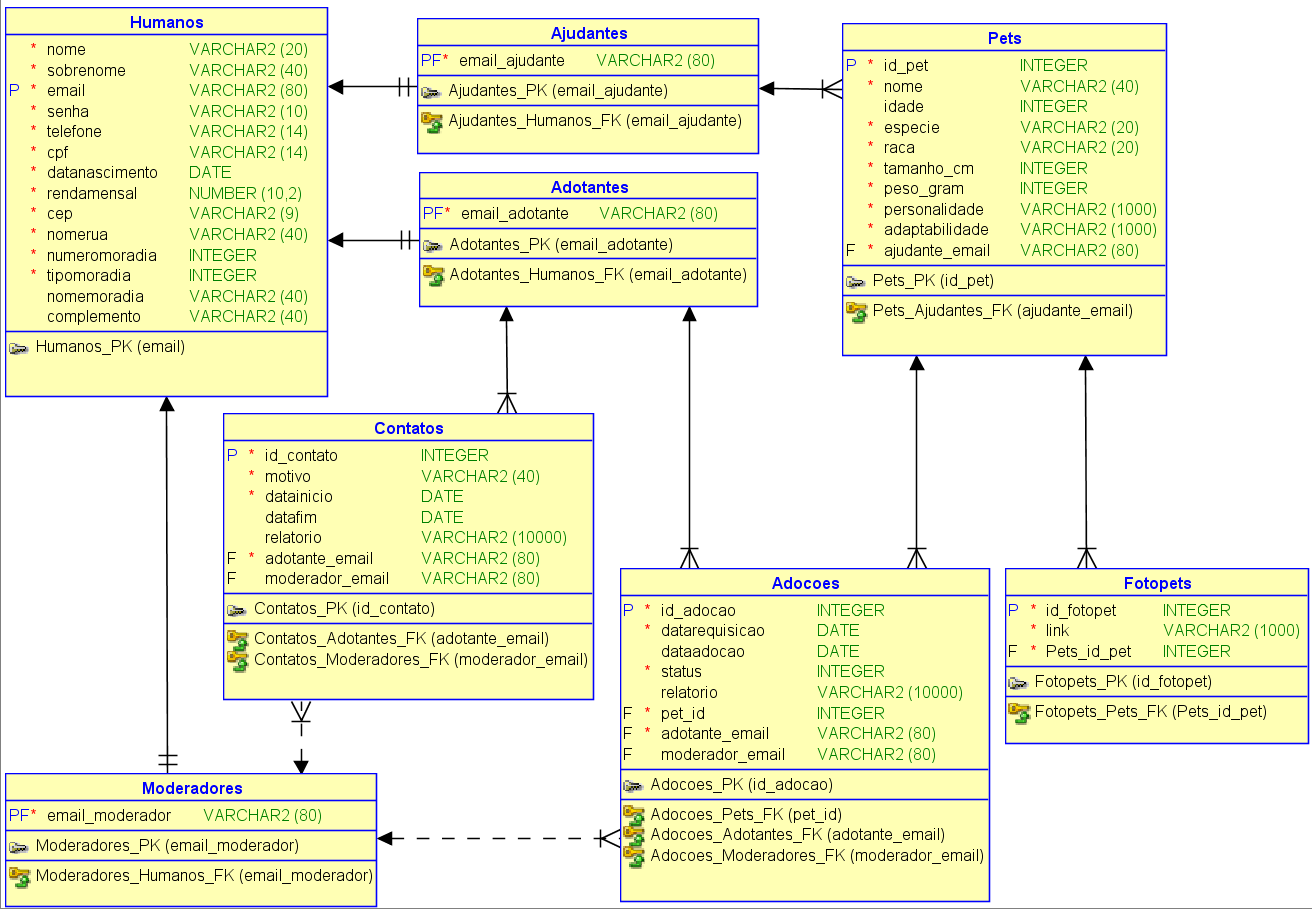 Humanos
* nome VARCHAR2 (20)
* sobrenome VARCHAR2 (40)
P * email VARCHAR2 (80)
* senha VARCHAR2 (10)
* telefone VARCHAR2 (14)
* cpf VARCHAR2 (14)
* datanascimento DATE
* rendamensal NUMBER (10,2)
* cep VARCHAR2 (9)
* nomerua VARCHAR2 (40)
* numeromoradia INTEGER
* tipomoradia INTEGER
nomemoradia VARCHAR2 (40)
complemento VARCHAR2 (40)
Humanos_PK (email)
Ajudantes
PF* email_ajudante VARCHAR2 (80)
Ajudantes_PK (email_ajudante)
Ajudantes_Humanos_FK (email_ajudante)
Adotantes
PF* email_adotante VARCHAR2 (80)
Adotantes_PK (email_adotante)
Adotantes_Humanos_FK (email_adotante)
Pets
P * id_pet INTEGER
* nome VARCHAR2 (40)
idade INTEGER
* especie VARCHAR2 (20)
* raca VARCHAR2 (20)
* tamanho_cm INTEGER
* peso_gram INTEGER
* personalidade VARCHAR2 (1000)
* adaptabilidade VARCHAR2 (1000)
F * ajudante_email VARCHAR2 (80)
Pets_PK (id_pet)
Pets_Ajudantes_FK (ajudante_email)
Contatos
P * id_contato INTEGER
* motivo VARCHAR2 (40)
* datainicio DATE
datafim DATE
relatorio VARCHAR2 (10000)
F * adotante_email VARCHAR2 (80)
F moderador_email VARCHAR2 (80)
Contatos_PK (id_contato)
Contatos_Adotantes_FK (adotante_email)
Contatos_Moderadores_FK (moderador_email)
Adocoes
P * id_adocao INTEGER
* datarequisicao DATE
dataadocao DATE
* status INTEGER
relatorio VARCHAR2 (10000)
F * pet_id INTEGER
F * adotante_email VARCHAR2 (80)
F moderador_email VARCHAR2 (80)
Adocoes_PK (id_adocao)
Adocoes_Pets_FK (pet_id)
Adocoes_Adotantes_FK (adotante_email)
Adocoes_Moderadores_FK (moderador_email)
Fotopets
P * id_fotopet INTEGER
* link VARCHAR2 (1000)
F * Pets_id_pet INTEGER
Fotopets_PK (id_fotopet)
Fotopets_Pets_FK (Pets_id_pet)
Moderadores
PF* email_moderador VARCHAR2 (80)
Moderadores_PK (email_moderador)
Moderadores_Humanos_FK (email_moderador)